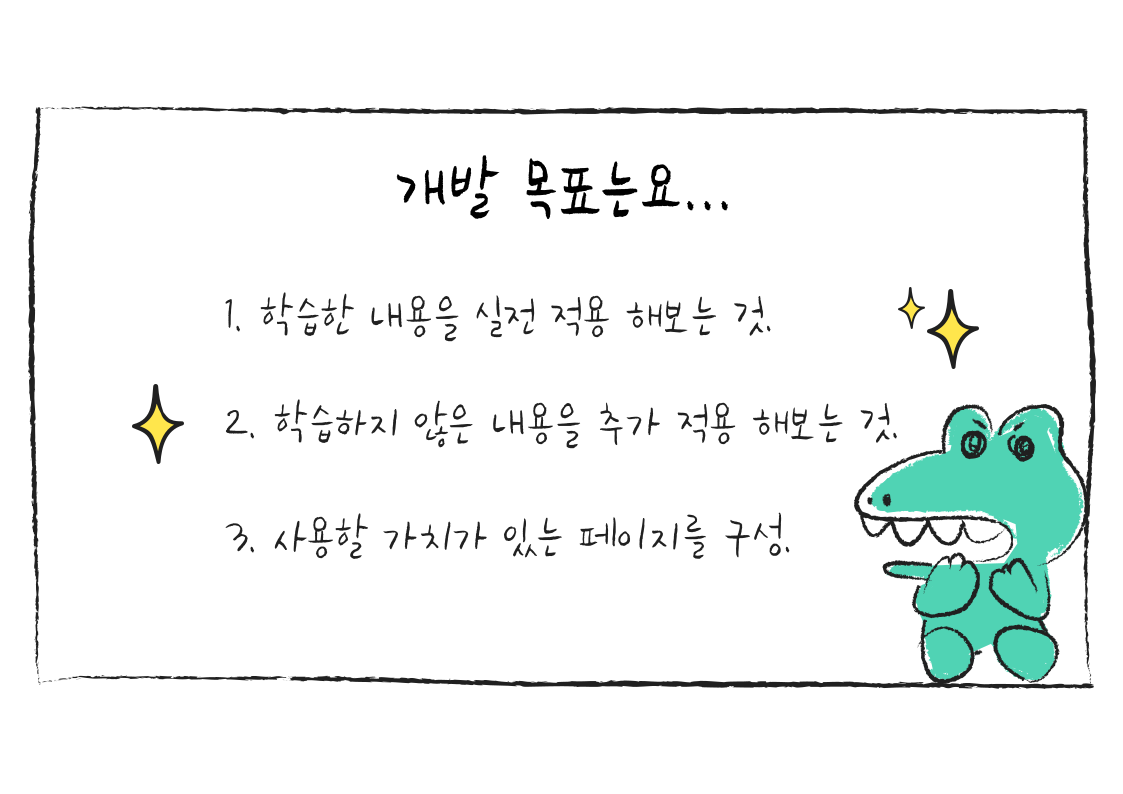 개발 목표는요...
1. 학습한 내용을 실전 적용 해보는 것.
2. 학습하지 않은 내용을 추가 적용 해보는 것.
3. 사용할 가치가 있는 페이지를 구성.